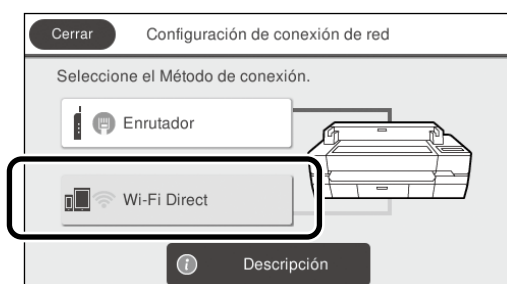 Cerrar Configuración de conexión de red
Seleccione el Método de conexión.
Enrutador
Wi-Fi Direct
Descripción